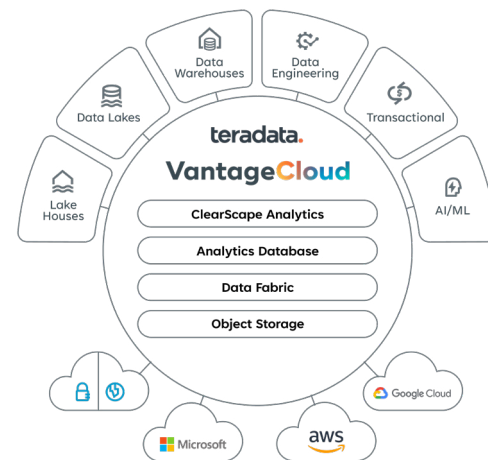 Data
Warehouses
Data
Engineering
Data Lakes
Transactional
Lake
Houses
AI/ML
teradata.
VantageCloud
ClearScape Analytics
Analytics Database
Data Fabric
Object Storage
Google Cloud
Microsoft
aws